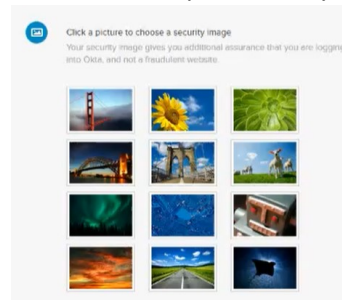 Click a picture to choose a security image
Your security image gives you additional assurance that you are logging
into Okta, and not a fraudulent website.